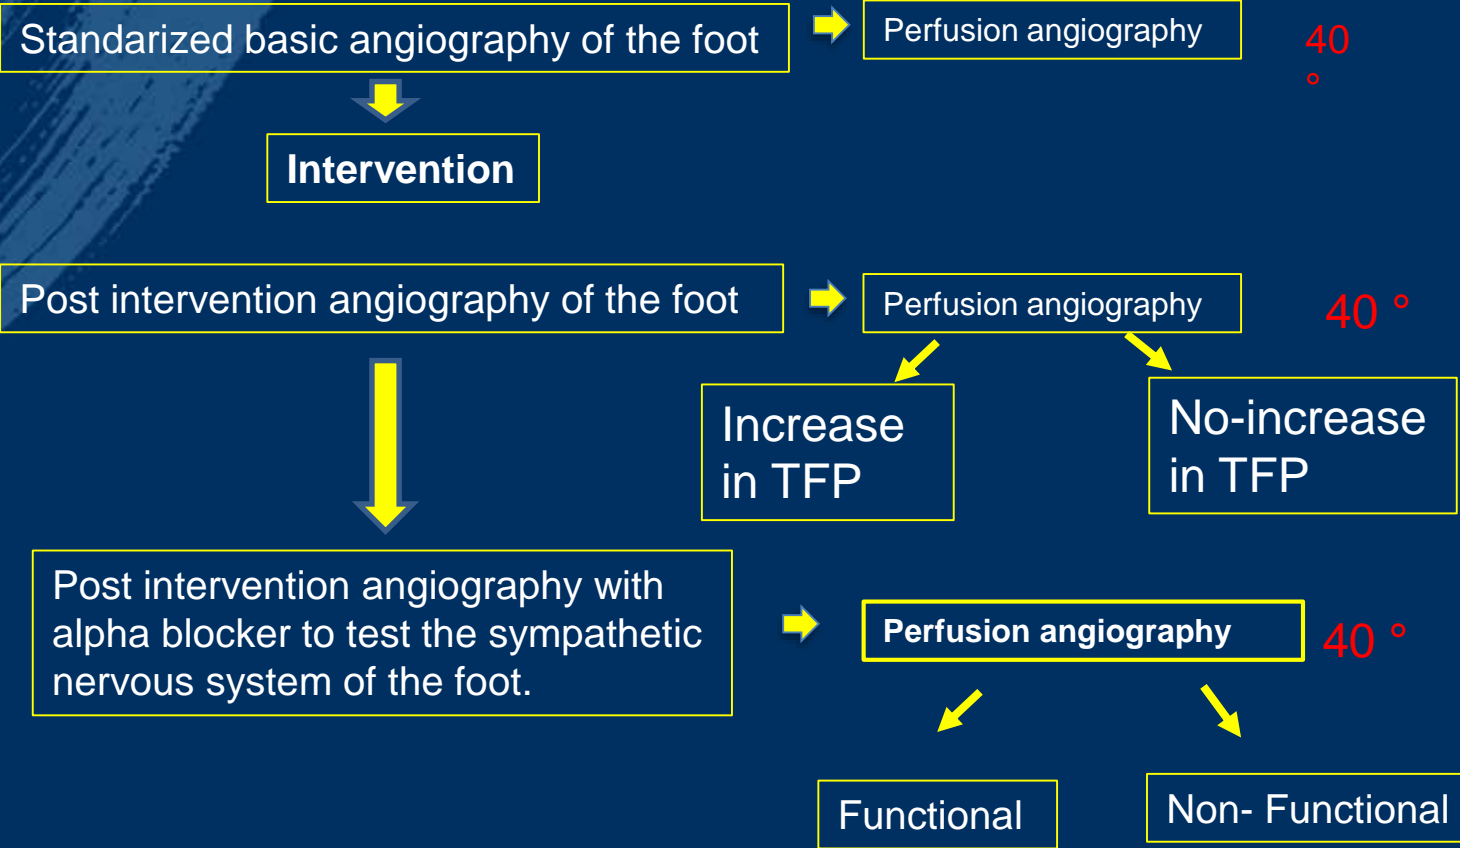 Standarized basic angiography of the foot
Perfusion angiography
40
°
Intervention
Post intervention angiography of the foot
Perfusion angiography
40 °
Increase
in TFP
No-increase
in TFP
Post intervention angiography with
alpha blocker to test the sympathetic
nervous system of the foot.
Perfusion angiography
40 °
Functional
Non- Functional